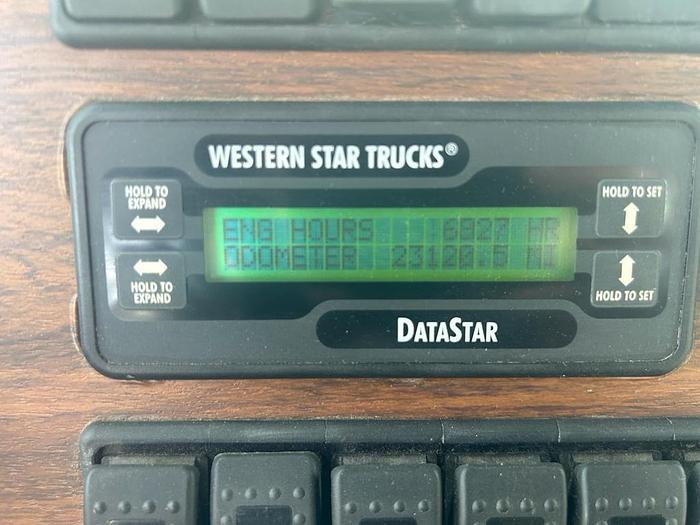 WESTERN STAR TRUCKS®
HOLD TO
EXPAND
HOLD TO SET
ENG HOURS 6927 HR
ODOMETER 23120.5 MI
HOLD TO
EXPAND
HOLD TO SET
DATASTAR